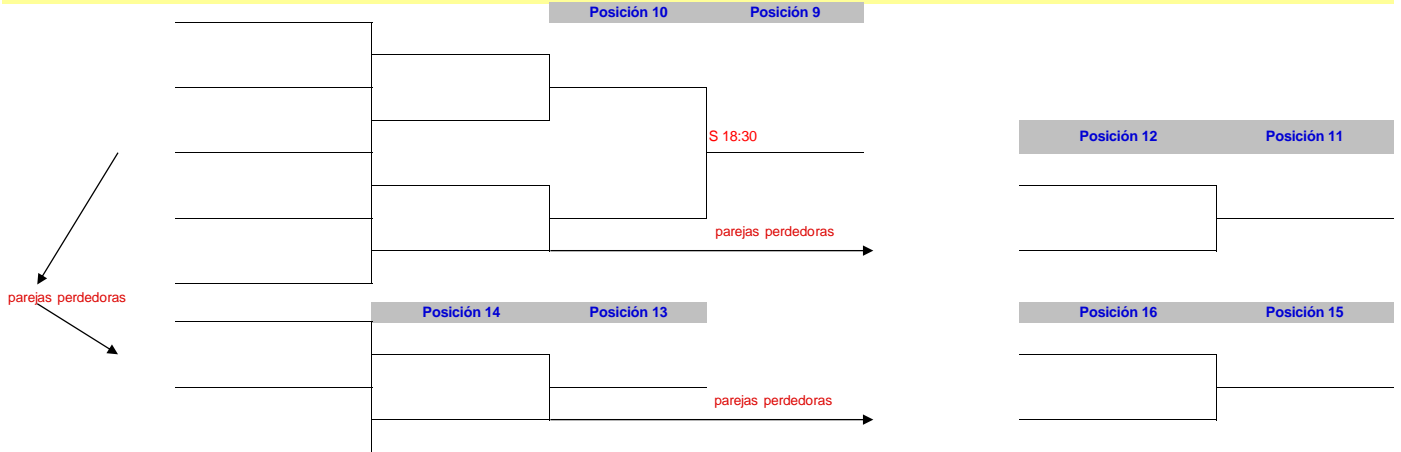 Posición 10 Posición 9
S 18:30
Posición 12 Posición 11
parejas perdedoras
parejas perdedoras
Posición 14 Posición 13
Posición 16 Posición 15
parejas perdedoras